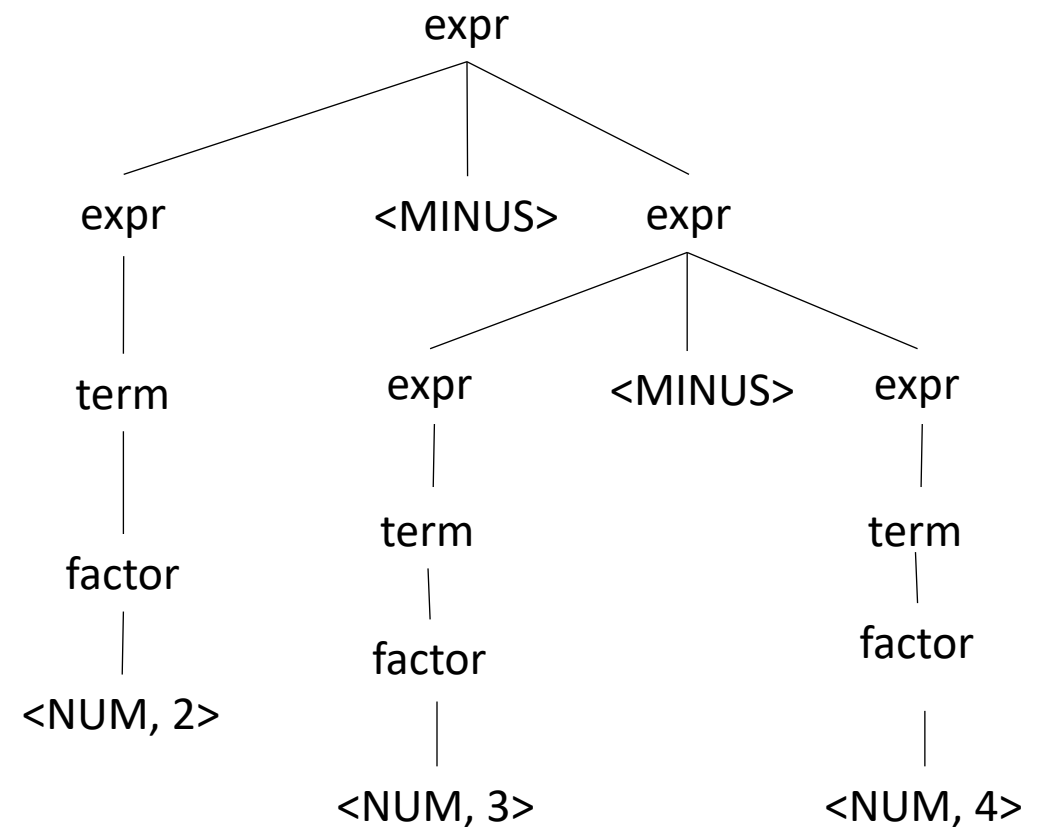 expr
expr <MINUS> expr
term expr <MINUS> expr
factor term term
<NUM, 2> factor factor
<NUM, 3> <NUM, 4>